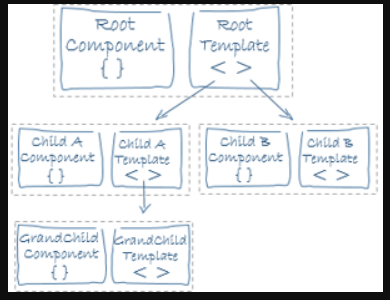 Root
Component
{ }
Root
Template
< >
Child A
Component
{ }
Child A
Template
< >
Child B
Component
{ }
Child B
Template
< >
GrandChild
Component
{ }
GrandChild
Template
< >